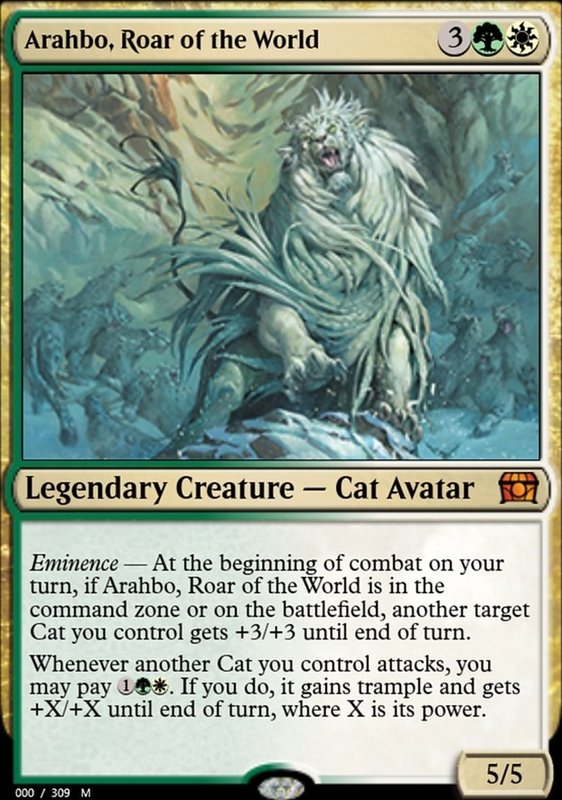 Arahbo, Roar of the World 3
Legendary Creature — Cat Avatar
Eminence — At the beginning of combat on your
turn, if Arahbo, Roar of the World is in the
command zone or on the battlefield, another target
Cat you control gets +3/+3 until end of turn.
Whenever another Cat you control attacks, you
may pay 1. If you do, it gains trample and gets
+X/+X until end of turn, where X is its power.
5/5
000 / 309 M